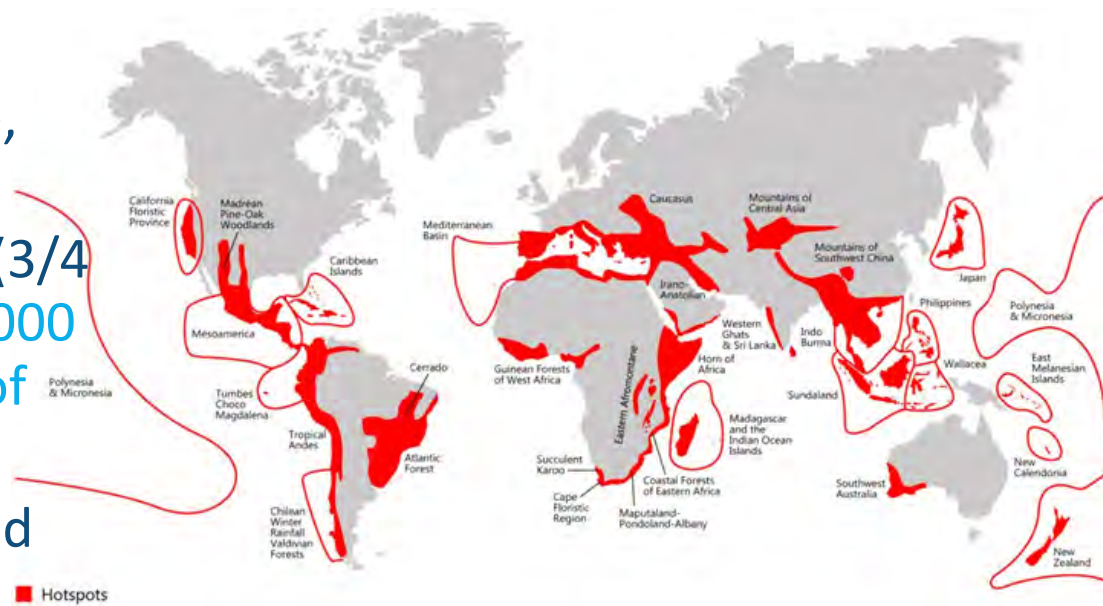 ,
(3/4
000
of
d
California
Floristic
Province
Madrean
Pine-Oak
Woodlands
Caribbean
Islands
Mesoamerica
Polynesia
& Micronesia
Tumbes
Choco
Magdalena
Tropical
Andes
Cerrado
Atlantic
Forest
Chilean
Winter
Rainfall
Valdivian
Forests
Mediterranean
Basin
Caucasus
Irano-
Anatolian
Mountains of
Central Asia
Mountains of
Southwest China
Guinean Forests
of West Africa
Eastern Afromontane
Horn of
Africa
Western
Ghats
& Sri Lanka
Indo
Burma
Succulent
Karoo
Cape
Floristic
Region
Maputaland-
Pondoland-Albany
Coastal Forests
of Eastern Africa
Madagascar
and the
Indian Ocean
Islands
Japan
Philippines
Polynesia
& Micronesia
Sundaland
Wallacea
East
Melanesian
Islands
New
Calendonia
Southwest
Australia
New
Zealand
Hotspots